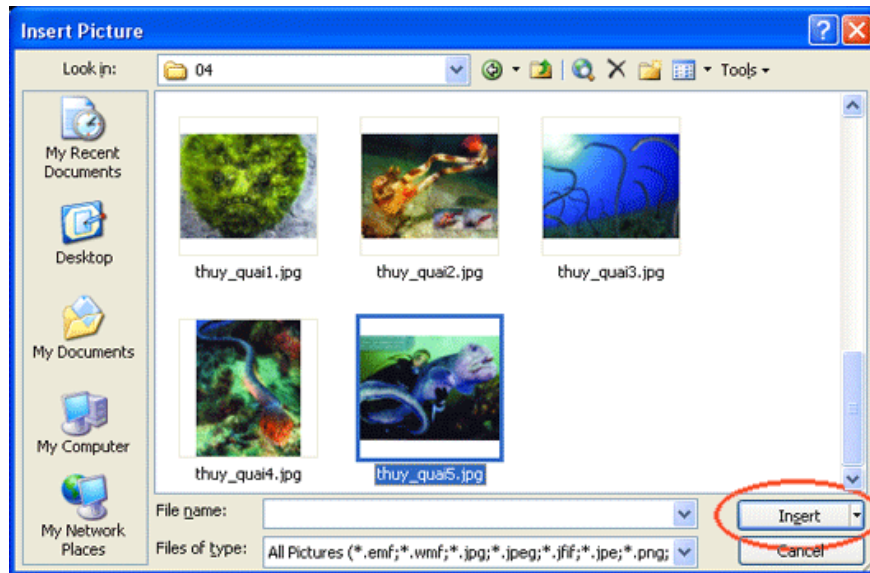 Insert Picture
Look in:
04
Tools
My Recent
Documents
Desktop
My Documents
My Computer
My Network
Places
thuy_quai1.jpg
thuy_quai2.jpg
thuy_quai3.jpg
thuy_quai4.jpg
thuy_quai5.jpg
File name:
Insert
Files of type:
All Pictures (*.emf;*.wmf;*.jpg;*.jpeg;*.jfif;*.jpe;*.png;
Cancel